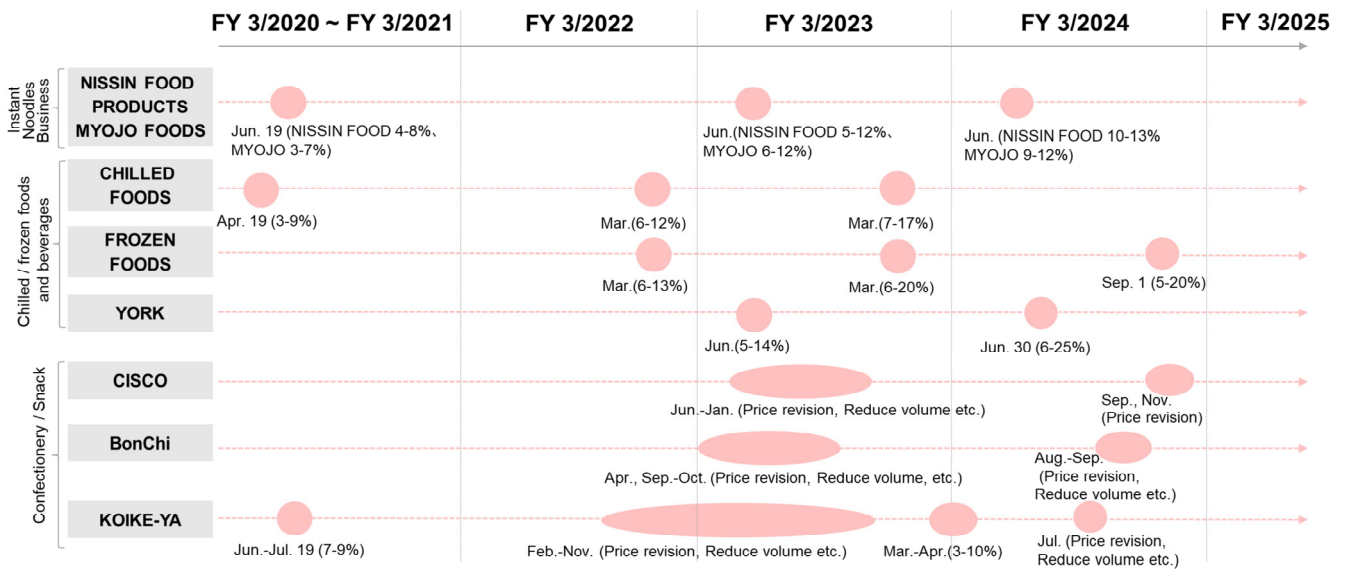 FY 3/2020 ~ FY 3/2021
FY 3/2022
FY 3/2023
FY 3/2024
FY 3/2025
Instant
Noodles
Business
NISSIN FOOD
PRODUCTS
MYOJO FOODS
Jun. 19 (NISSIN FOOD 4-8%、
MYOJO 3-7%)
Jun.(NISSIN FOOD 5-12%、
MYOJO 6-12%)
Jun. (NISSIN FOOD 10-13%
MYOJO 9-12%)
Chilled / frozen foods
and beverages
CHILLED
FOODS
Apr. 19 (3-9%)
Mar.(6-12%)
Mar.(7-17%)
FROZEN
FOODS
Mar.(6-13%)
Mar.(6-20%)
Sep. 1 (5-20%)
YORK
Jun.(5-14%)
Jun. 30 (6-25%)
Confectionery / Snack
CISCO
Jun.-Jan. (Price revision, Reduce volume etc.)
Sep., Nov.
(Price revision)
BonChi
Apr., Sep.-Oct. (Price revision, Reduce volume, etc.)
Aug.-Sep.
(Price revision,
Reduce volume etc.)
KOIKE-YA
Jun.-Jul. 19 (7-9%)
Feb.-Nov. (Price revision, Reduce volume etc.)
Mar.-Apr.(3-10%)
Jul. (Price revision,
Reduce volume etc.)